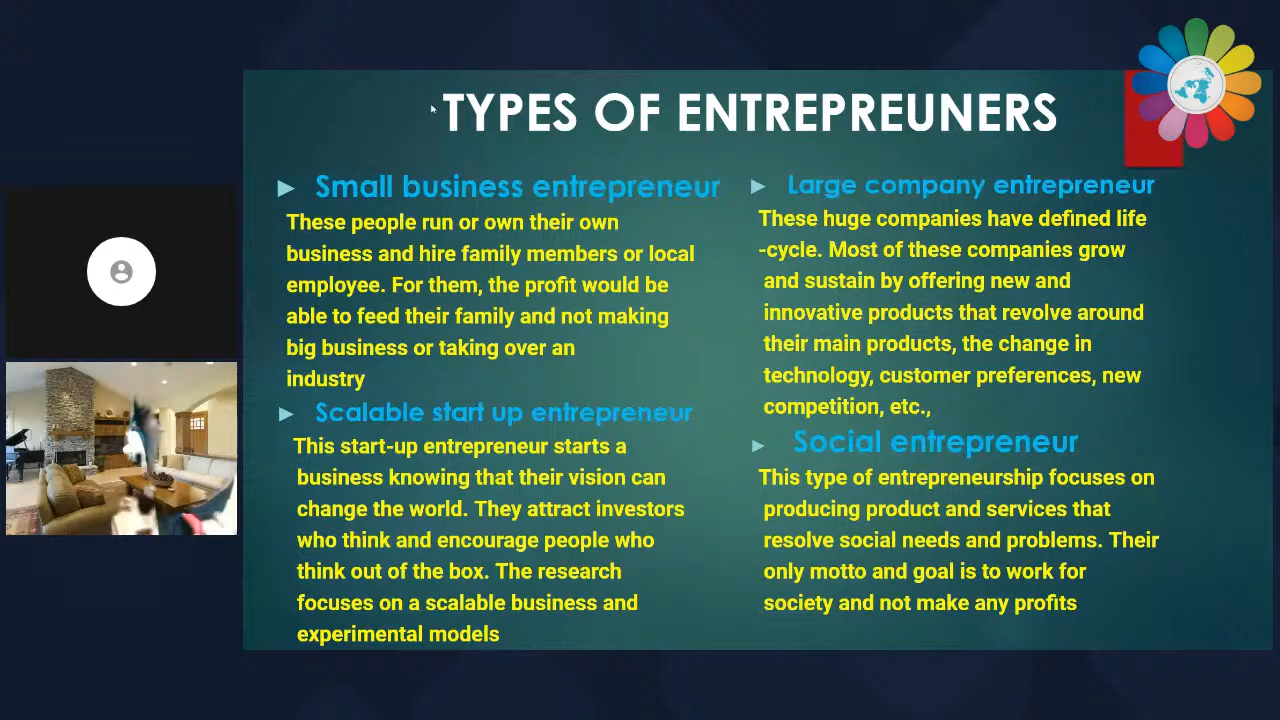 TYPES OF ENTREPREUNERS
Small business entrepreneur
These people run or own their own
business and hire family members or local
employee. For them, the profit would be
able to feed their family and not making
big business or taking over an
industry
Scalable start up entrepreneur
This start-up entrepreneur starts a
business knowing that their vision can
change the world. They attract investors
who think and encourage people who
think out of the box. The research
focuses on a scalable business and
experimental models
Large company entrepreneur
These huge companies have defined life
-cycle. Most of these companies grow
and sustain by offering new and
innovative products that revolve around
their main products, the change in
technology, customer preferences, new
competition, etc.,
Social entrepreneur
This type of entrepreneurship focuses on
producing product and services that
resolve social needs and problems. Their
only motto and goal is to work for
society and not make any profits